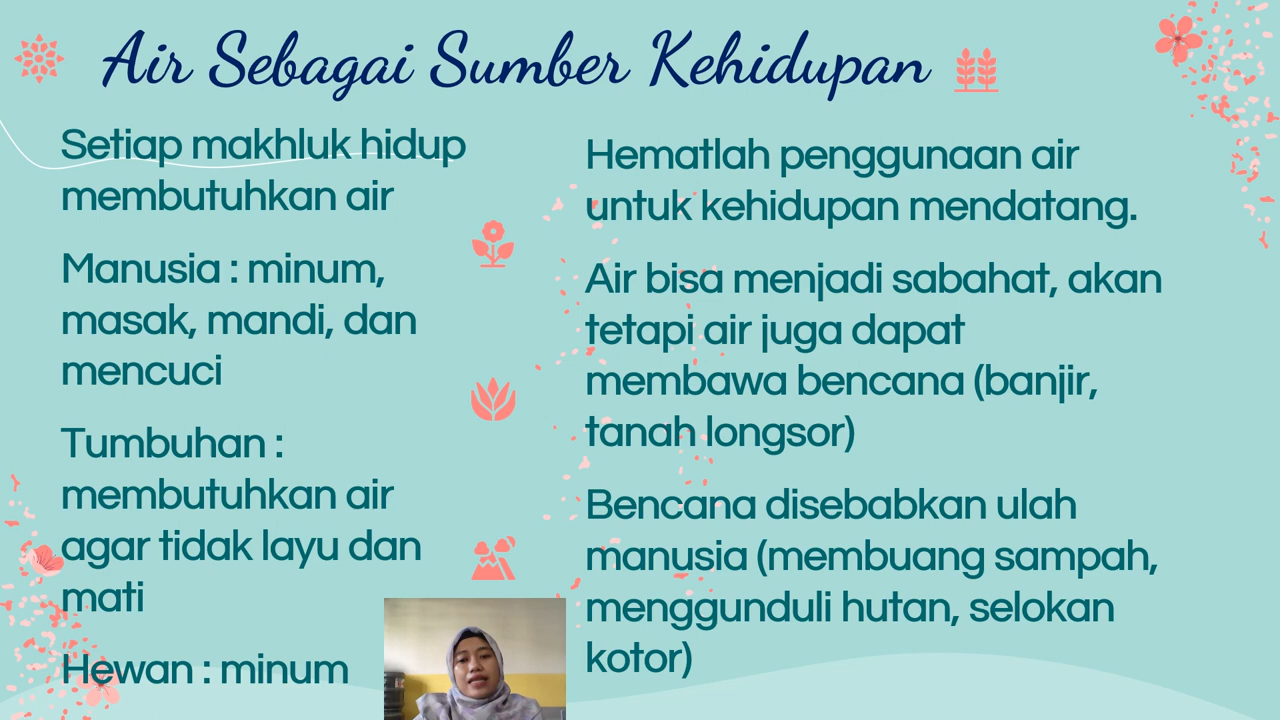 Air Sebagai Sumber Kehidupan
Setiap makhluk hidup
membutuhkan air
Manusia : minum,
masak, mandi, dan
mencuci
Tumbuhan :
membutuhkan air
agar tidak layu dan
mati
Hewan : minum
Hematlah penggunaan air
untuk kehidupan mendatang.
Air bisa menjadi sabahat, akan
tetapi air juga dapat
membawa bencana (banjir,
tanah longsor)
Bencana disebabkan ulah
manusia (membuang sampah,
menggunduli hutan, selokan
kotor)